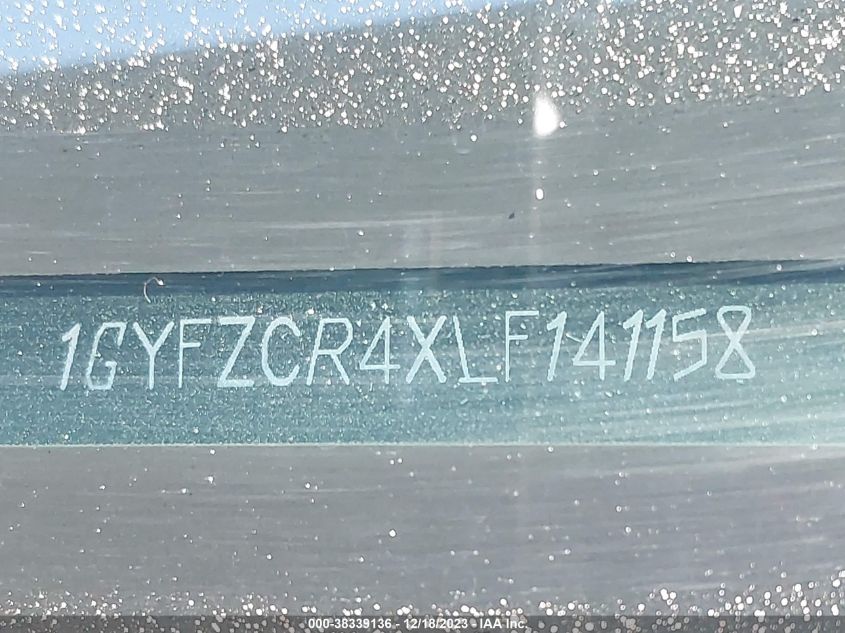 1GYFZCR4XLF141158
000-38339136 - 12/18/2023 - IAA Inc.